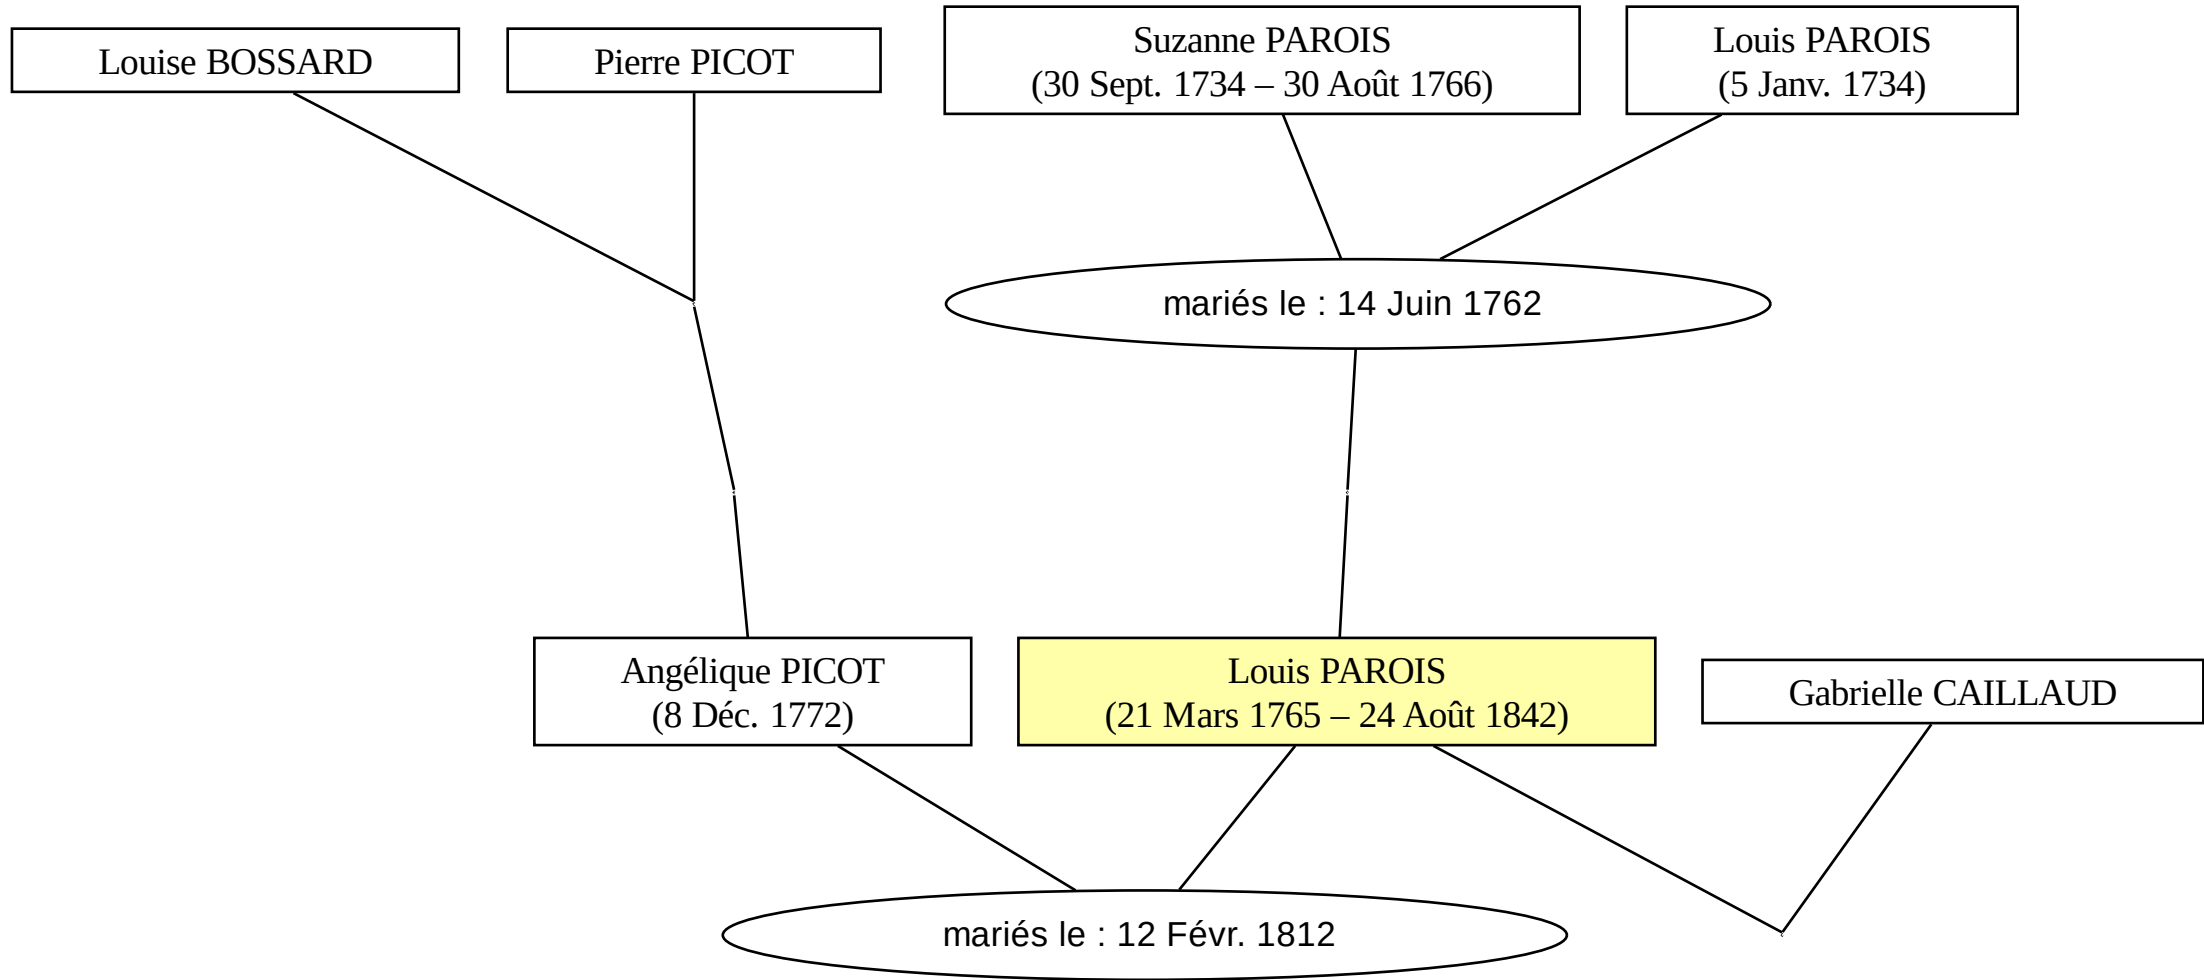 Louise BOSSARD
Pierre PICOT
Suzanne PAROIS
(30 Sept. 1734 – 30 Août 1766)
Louis PAROIS
(5 Janv. 1734)
mariés le : 14 Juin 1762
Angélique PICOT
(8 Déc. 1772)
Louis PAROIS
(21 Mars 1765 – 24 Août 1842)
Gabrielle CAILLAUD
mariés le : 12 Févr. 1812